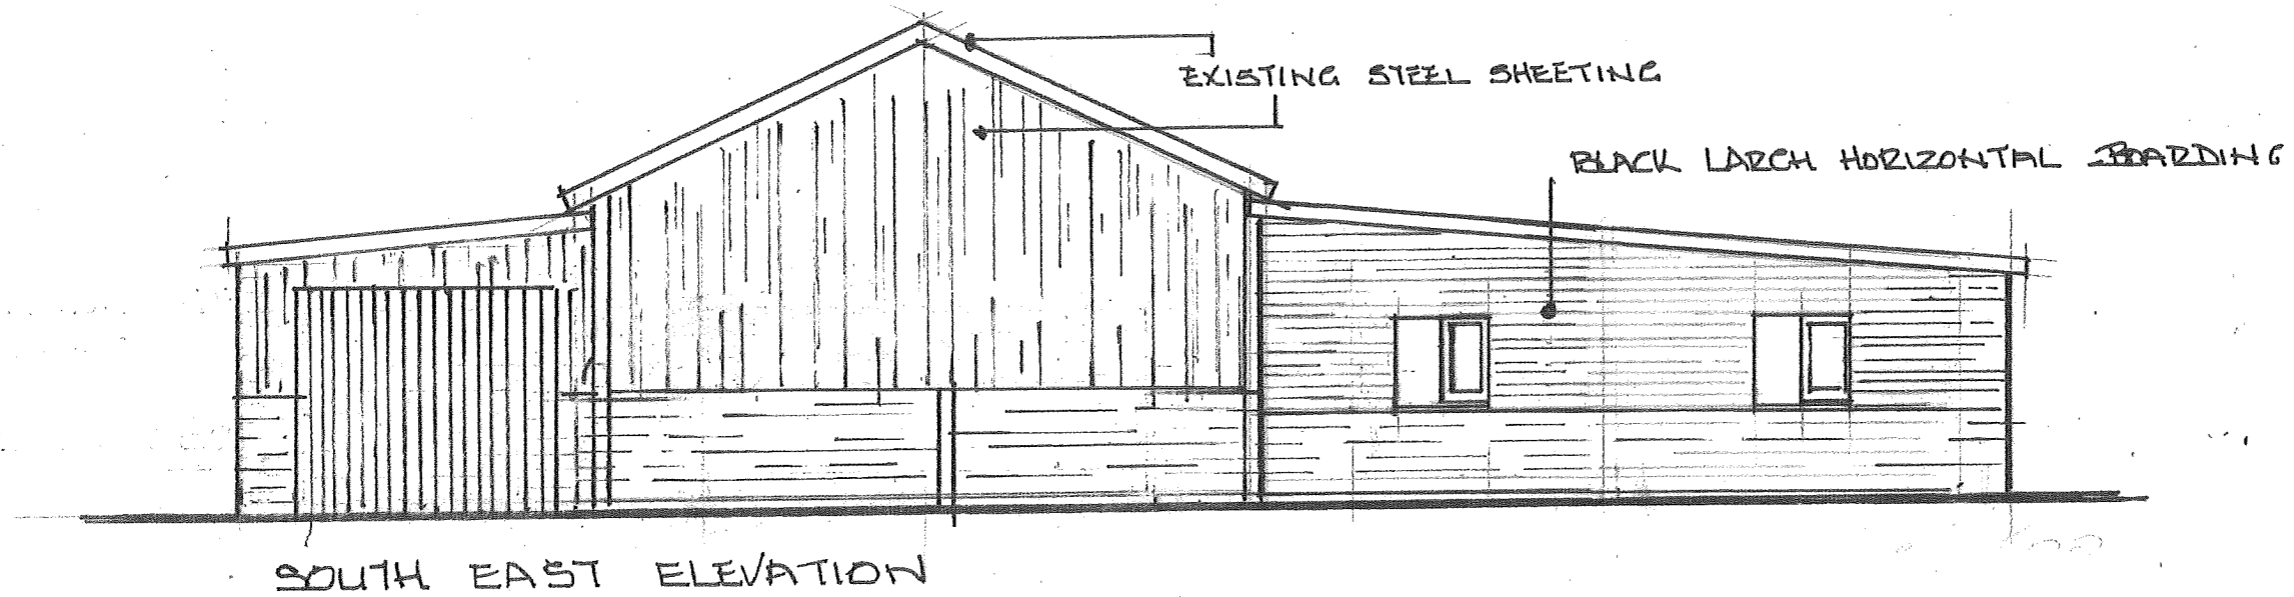 EXISTING STEEL SHEETING
BLACK LARCH HORIZONTAL BOARDING
SOUTH EAST ELEVATION